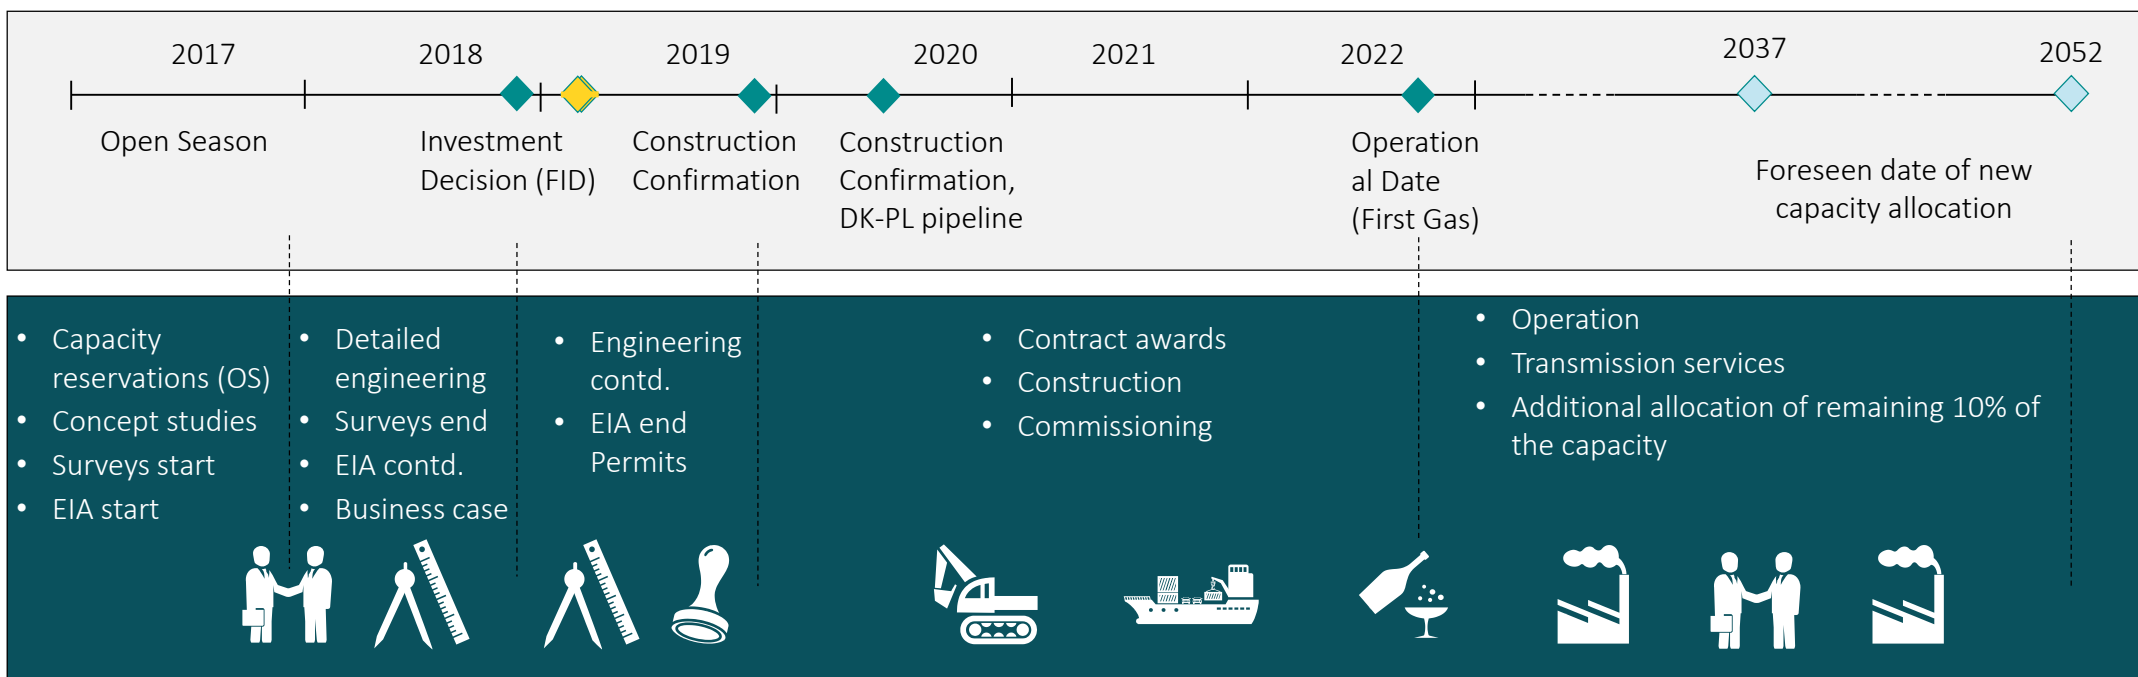 2017
2018
2019
2020
2021
2022
2037
2052
Open Season
Investment
Decision (FID)
Construction
Confirmation
Construction
Confirmation,
DK-PL pipeline
Operation
al Date
(First Gas)
Foreseen date of new
capacity allocation
• Capacity
reservations (OS)
• Concept studies
• Surveys start
• EIA start
• Detailed
engineering
• Surveys end
• EIA contd.
• Business case
• Engineering
contd.
• EIA end
Permits
• Contract awards
• Construction
• Commissioning
• Operation
• Transmission services
• Additional allocation of remaining 10% of
the capacity